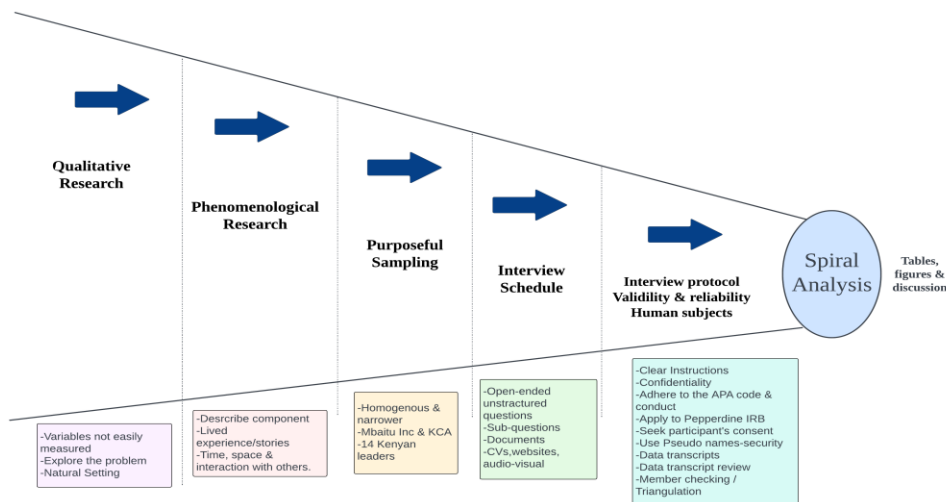 Qualitative
Research
Phenomenological
Research
Purposeful
Sampling
Interview
Schedule
Interview protocol
Validility & reliability
Human subjects
Spiral
Analysis
Tables,
figures &
discussion
-Variables not easily
measured
-Explore the problem
-Natural Setting
-Desrcribe component
-Lived
experience/stories
-Time, space &
interaction with others.
-Homogenous &
narrower
-Mbaitu Inc & KCA
-14 Kenyan
leaders
-Open-ended
unstractured
questions
-Sub-questions
-Documents
-CVs,websites,
audio-visual
-Clear Instructions
-Confidentiality
-Adhere to the APA code &
conduct
-Apply to Pepperdine IRB
-Seek participant's consent
-Use Pseudo names-security
-Data transcripts
-Data transcript review
-Member checking /
Triangulation